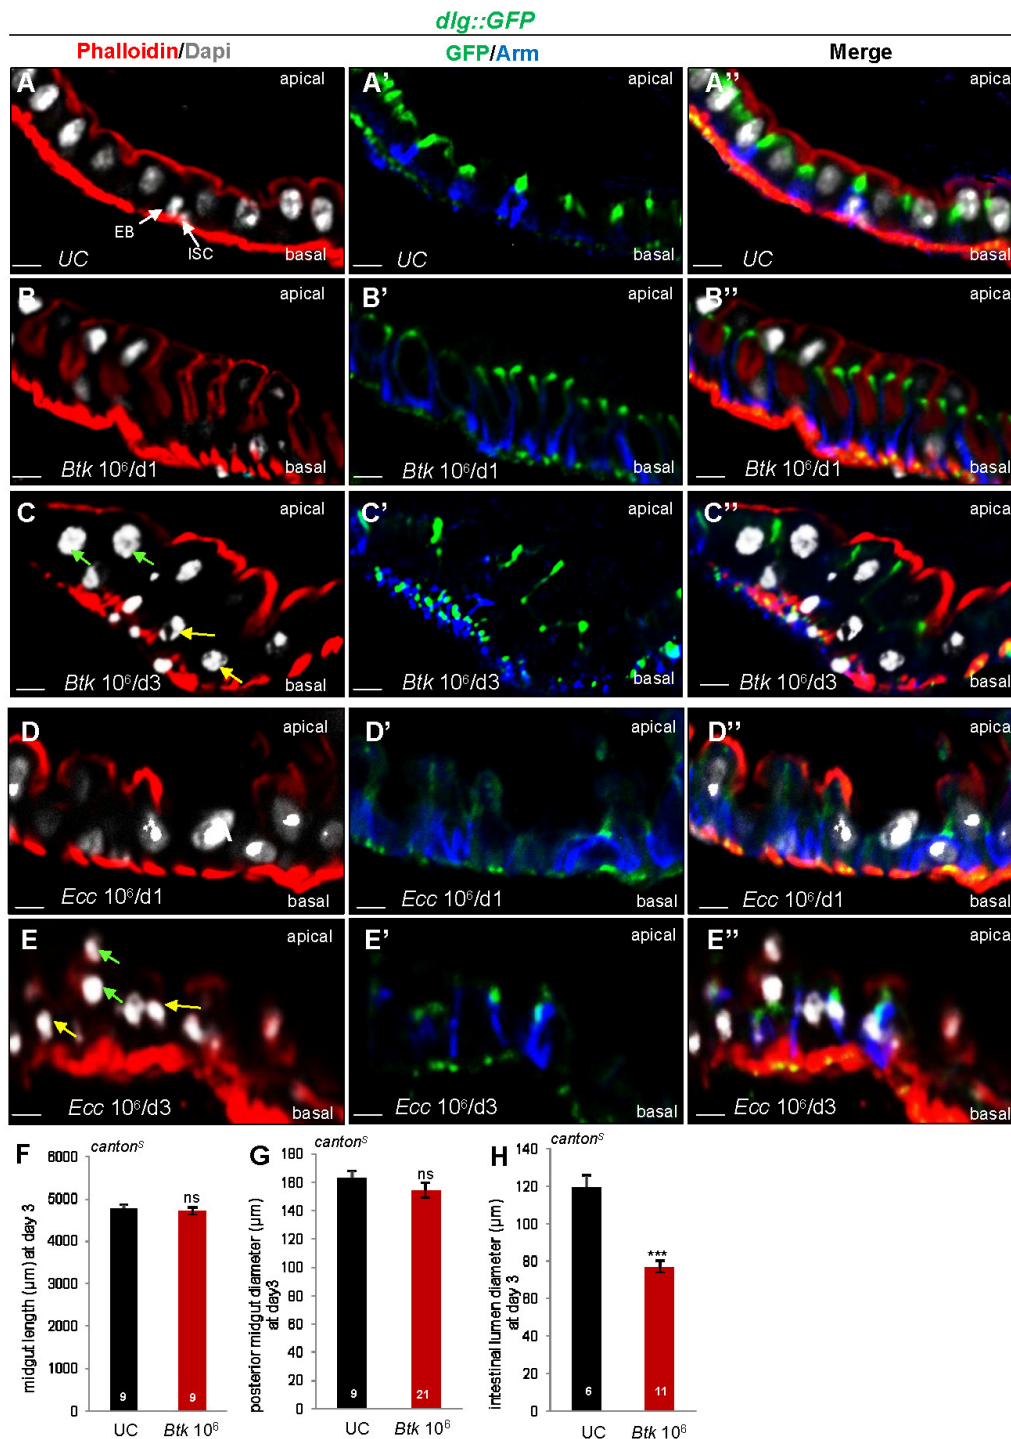 dlg::GFP
Phalloidin/Dapi GFP/Arm Merge
A apical EB ISC UC basal
A' apical UC basal
A'' apical UC basal
B apical Btk 10⁶/d1 basal
B' apical Btk 10⁶/d1 basal
B'' apical Btk 10⁶/d1 basal
C apical Btk 10⁶/d3 basal
C' apical Btk 10⁶/d3 basal
C'' apical Btk 10⁶/d3 basal
D apical Ecc 10⁶/d1 basal
D' apical Ecc 10⁶/d1 basal
D'' apical Ecc 10⁶/d1 basal
E apical Ecc 10⁶/d3 basal
E' apical Ecc 10⁶/d3 basal
E'' apical Ecc 10⁶/d3 basal
F
cantonˢ
midgut length (µm) at day 3
6000
5000
4000
3000
2000
1000
0
ns
9 9
UC Btk 10⁶
G
cantonˢ
posterior midgut diameter (µm)
at day3
180
160
140
120
100
80
60
40
20
0
ns
9 21
UC Btk 10⁶
H
cantonˢ
intestinal lumen diameter (µm)
at day 3
140
120
100
80
60
40
20
0
***
6 11
UC Btk 10⁶